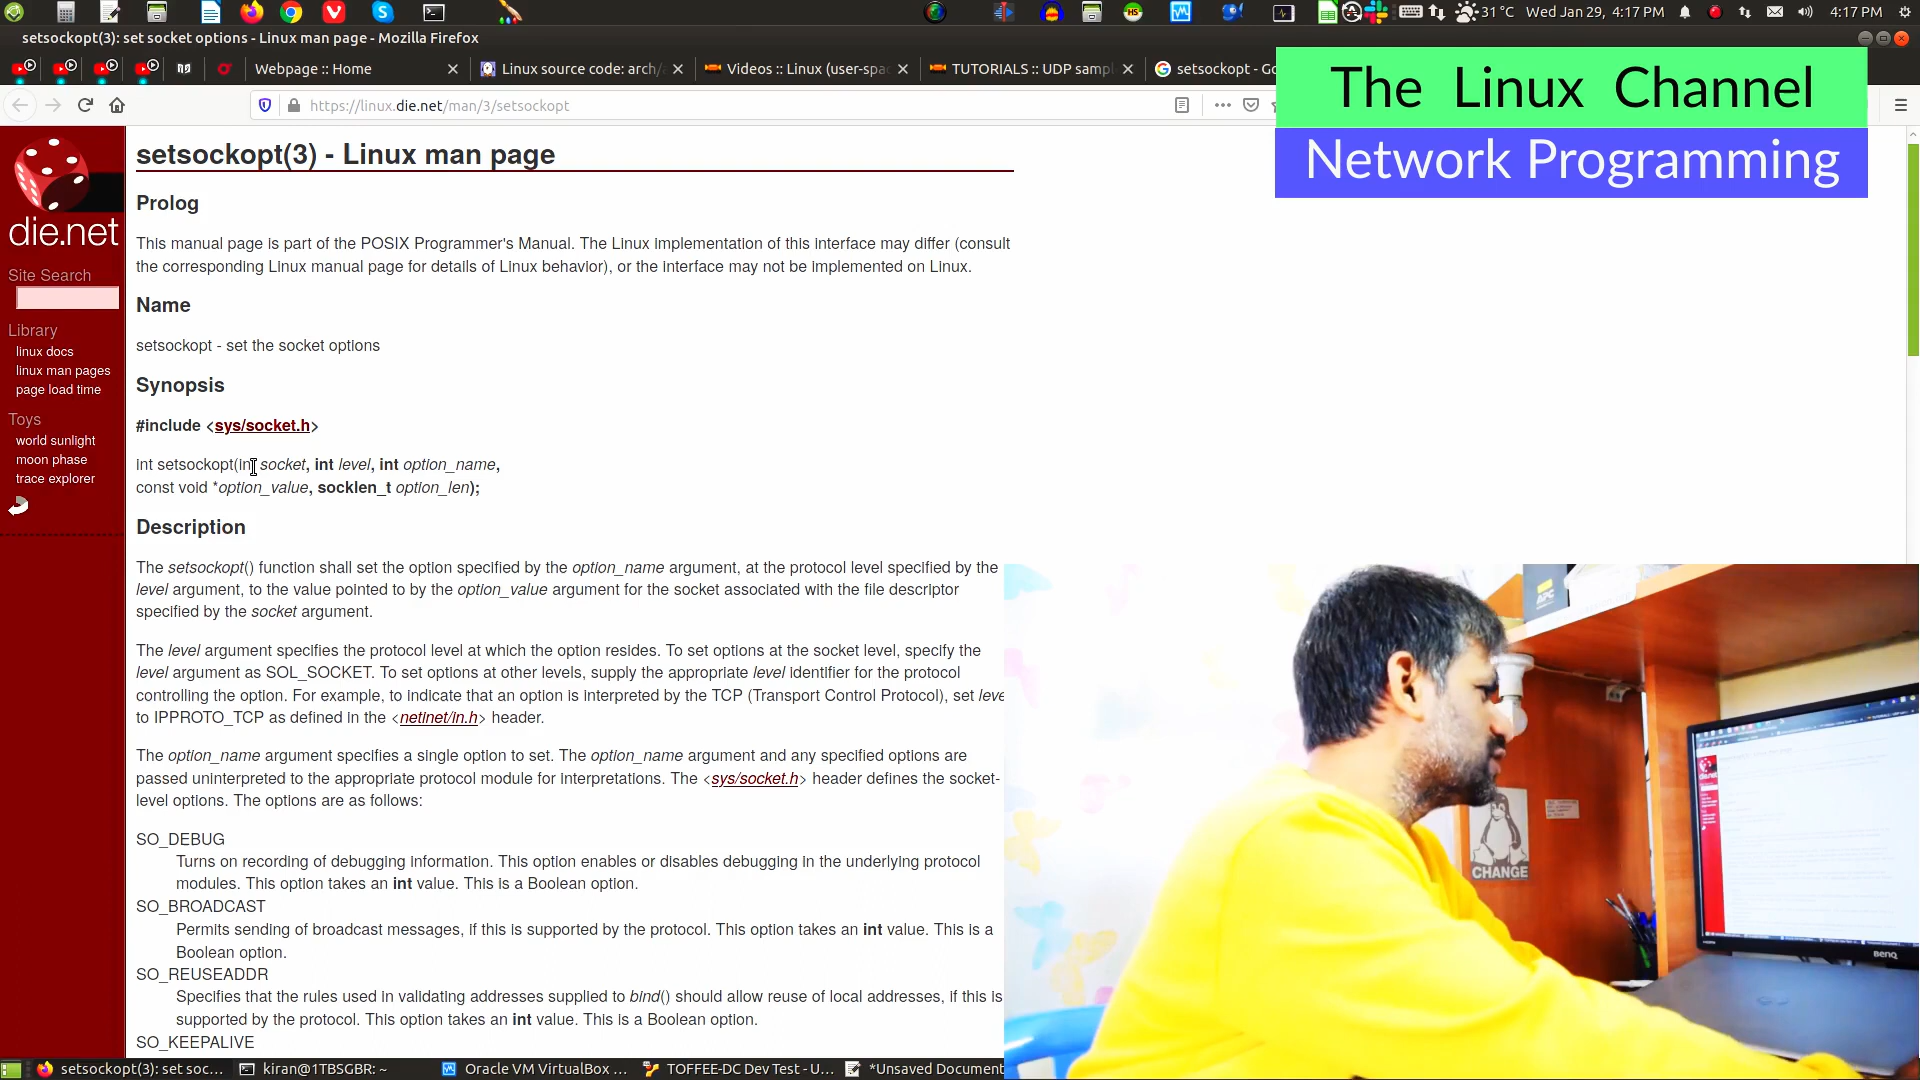 31 °C Wed Jan 29, 4:17 PM 4:17 PM
setsockopt(3): set socket options - Linux man page - Mozilla Firefox
Webpage :: Home
Linux source code: arch/
Videos :: Linux (user-spac
TUTORIALS :: UDP sampl
setsockopt - Go
https://linux.die.net/man/3/setsockopt
The Linux Channel
Network Programming
die.net
Site Search
Library
linux docs
linux man pages
page load time
Toys
world sunlight
moon phase
trace explorer
setsockopt(3) - Linux man page
Prolog
This manual page is part of the POSIX Programmer's Manual. The Linux implementation of this interface may differ (consult
the corresponding Linux manual page for details of Linux behavior), or the interface may not be implemented on Linux.
Name
setsockopt - set the socket options
Synopsis
#include <sys/socket.h>
int setsockopt(int socket, int level, int option_name,
const void *option_value, socklen_t option_len);
Description
The setsockopt() function shall set the option specified by the option_name argument, at the protocol level specified by the
level argument, to the value pointed to by the option_value argument for the socket associated with the file descriptor
specified by the socket argument.
The level argument specifies the protocol level at which the option resides. To set options at the socket level, specify the
level argument as SOL_SOCKET. To set options at other levels, supply the appropriate level identifier for the protocol
controlling the option. For example, to indicate that an option is interpreted by the TCP (Transport Control Protocol), set leve
to IPPROTO_TCP as defined in the <netinet/in.h> header.
The option_name argument specifies a single option to set. The option_name argument and any specified options are
passed uninterpreted to the appropriate protocol module for interpretations. The <sys/socket.h> header defines the socket-
level options. The options are as follows:
SO_DEBUG
Turns on recording of debugging information. This option enables or disables debugging in the underlying protocol
modules. This option takes an int value. This is a Boolean option.
SO_BROADCAST
Permits sending of broadcast messages, if this is supported by the protocol. This option takes an int value. This is a
Boolean option.
SO_REUSEADDR
Specifies that the rules used in validating addresses supplied to bind() should allow reuse of local addresses, if this is
supported by the protocol. This option takes an int value. This is a Boolean option.
SO_KEEPALIVE
APC
CHANGE
BenQ
setsockopt(3): set soc...
kiran@1TBSGBR: ~
Oracle VM VirtualBox ...
TOFFEE-DC Dev Test - U...
*Unsaved Document